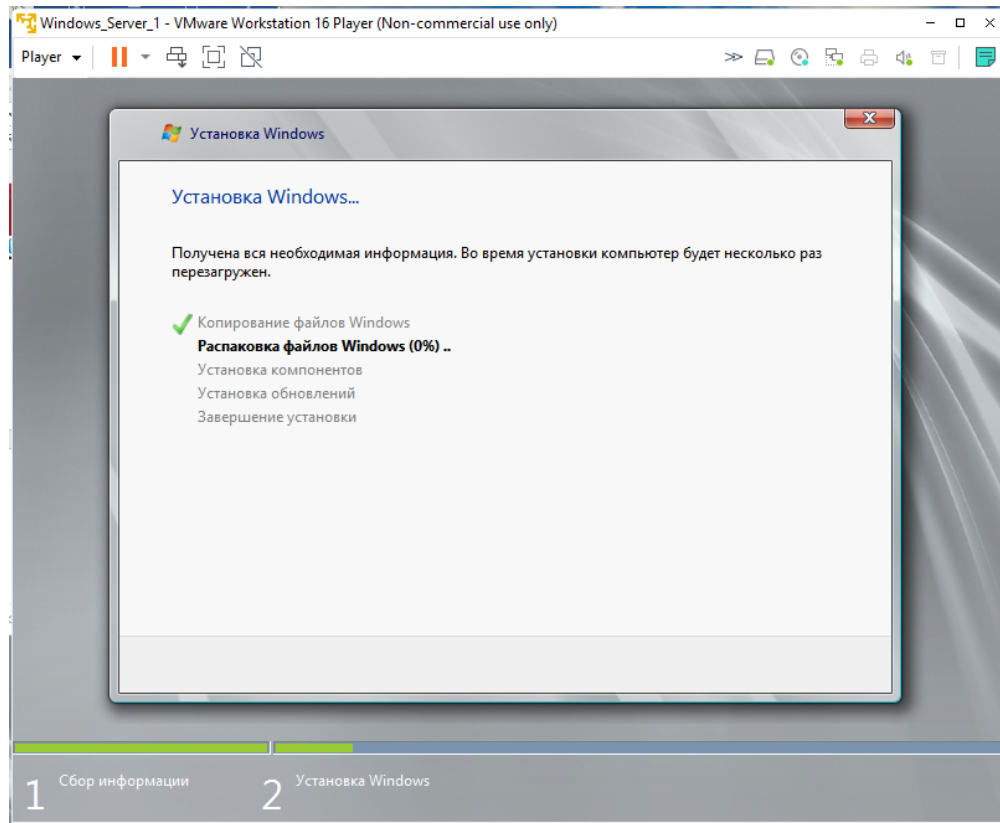 Windows_Server_1 - VMware Workstation 16 Player (Non-commercial use only)
Player
Установка Windows
Установка Windows...
Получена вся необходимая информация. Во время установки компьютер будет несколько раз
перезагружен.
Копирование файлов Windows
Распаковка файлов Windows (0%) ..
Установка компонентов
Установка обновлений
Завершение установки
1 Сбор информации 2 Установка Windows